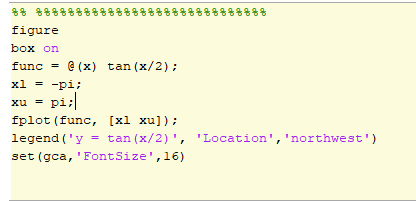 %% %%%%%%%%%%%%%%%%%%%%%%%%%%%%%
figure
box on
func = @(x) tan(x/2);
xl = -pi;
xu = pi;
fplot(func, [xl xu]);
legend('y = tan(x/2)', 'Location','northwest')
set(gca,'FontSize',16)